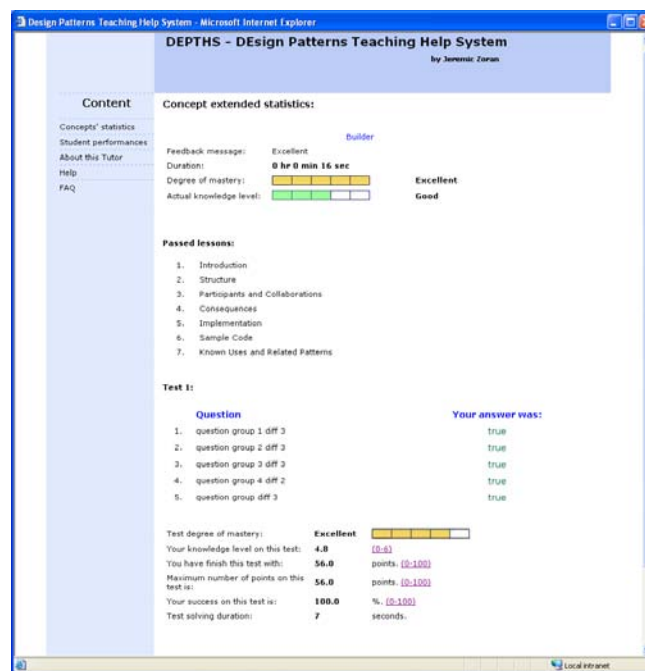 Design Patterns Teaching Help System - Microsoft Internet Explorer
DEPTHS - DEsign Patterns Teaching Help System
by Jeremic Zoran
Content
Concepts' statistics
Student performances
About this Tutor
Help
FAQ
Concept extended statistics:
Builder
Feedback message: Excellent
Duration: 0 hr 0 min 16 sec
Degree of mastery: Excellent
Actual knowledge level: Good
Passed lessons:
1. Introduction
2. Structure
3. Participants and Collaborations
4. Consequences
5. Implementation
6. Sample Code
7. Known Uses and Related Patterns
Test 1:
Question Your answer was:
1. question group 1 diff 3 true
2. question group 2 diff 3 true
3. question group 3 diff 3 true
4. question group 4 diff 2 true
5. question group diff 3 true
Test degree of mastery: Excellent
Your knowledge level on this test: 4.8 (0-6)
You have finish this test with: 56.0 points. (0-100)
Maximum number of points on this
test is: 56.0 points. (0-100)
Your success on this test is: 100.0 %. (0-100)
Test solving duration: 7 seconds.
Local intranet